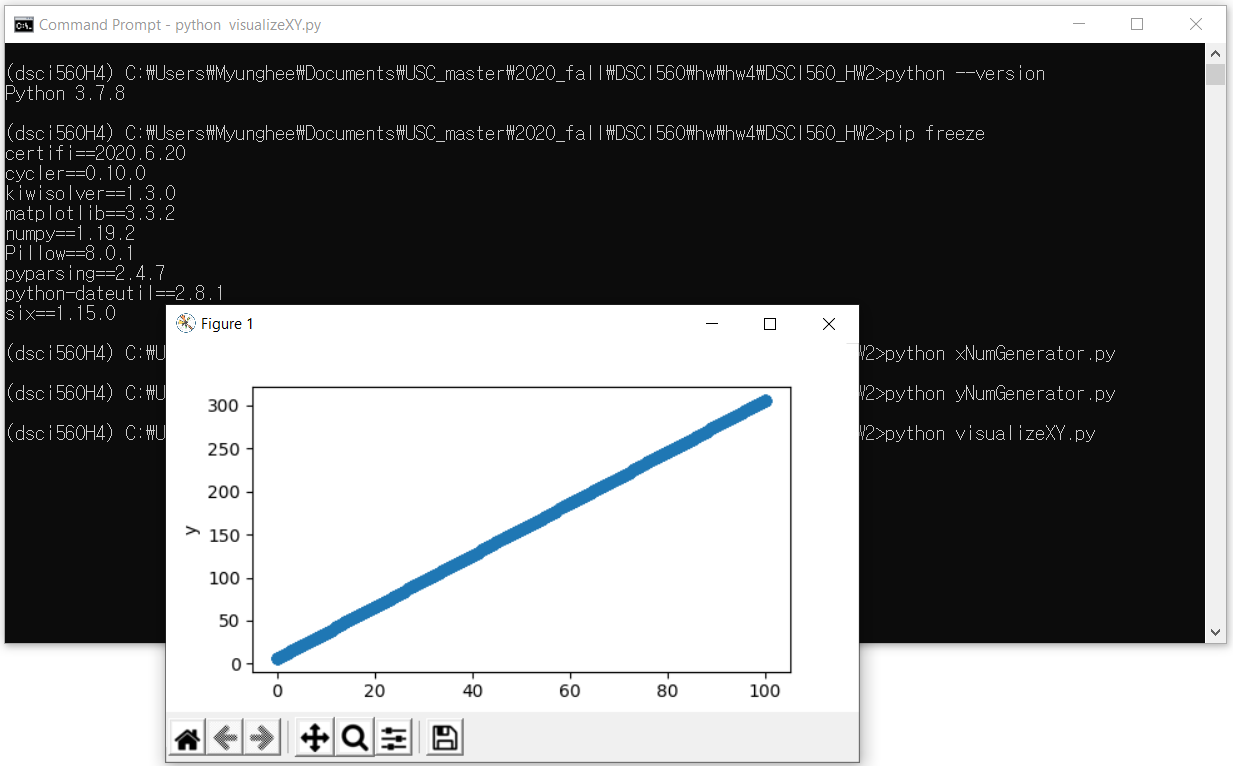 Command Prompt - python  visualizeXY.py
(dsci560H4) C:₩Users₩Myunghee₩Documents₩USC_master₩2020_fall₩DSCI560₩hw₩hw4₩DSCI560_HW2>python --version
Python 3.7.8
(dsci560H4) C:₩Users₩Myunghee₩Documents₩USC_master₩2020_fall₩DSCI560₩hw₩hw4₩DSCI560_HW2>pip freeze
certifi==2020.6.20
cycler==0.10.0
kiwisolver==1.3.0
matplotlib==3.3.2
numpy==1.19.2
Pillow==8.0.1
pyparsing==2.4.7
python-dateutil==2.8.1
six==1.15.0
(dsci560H4) C:₩U
W2>python xNumGenerator.py
(dsci560H4) C:₩U
W2>python yNumGenerator.py
(dsci560H4) C:₩U
W2>python visualizeXY.py
Figure 1
300
250
200
150
100
50
0
y
0 20 40 60 80 100